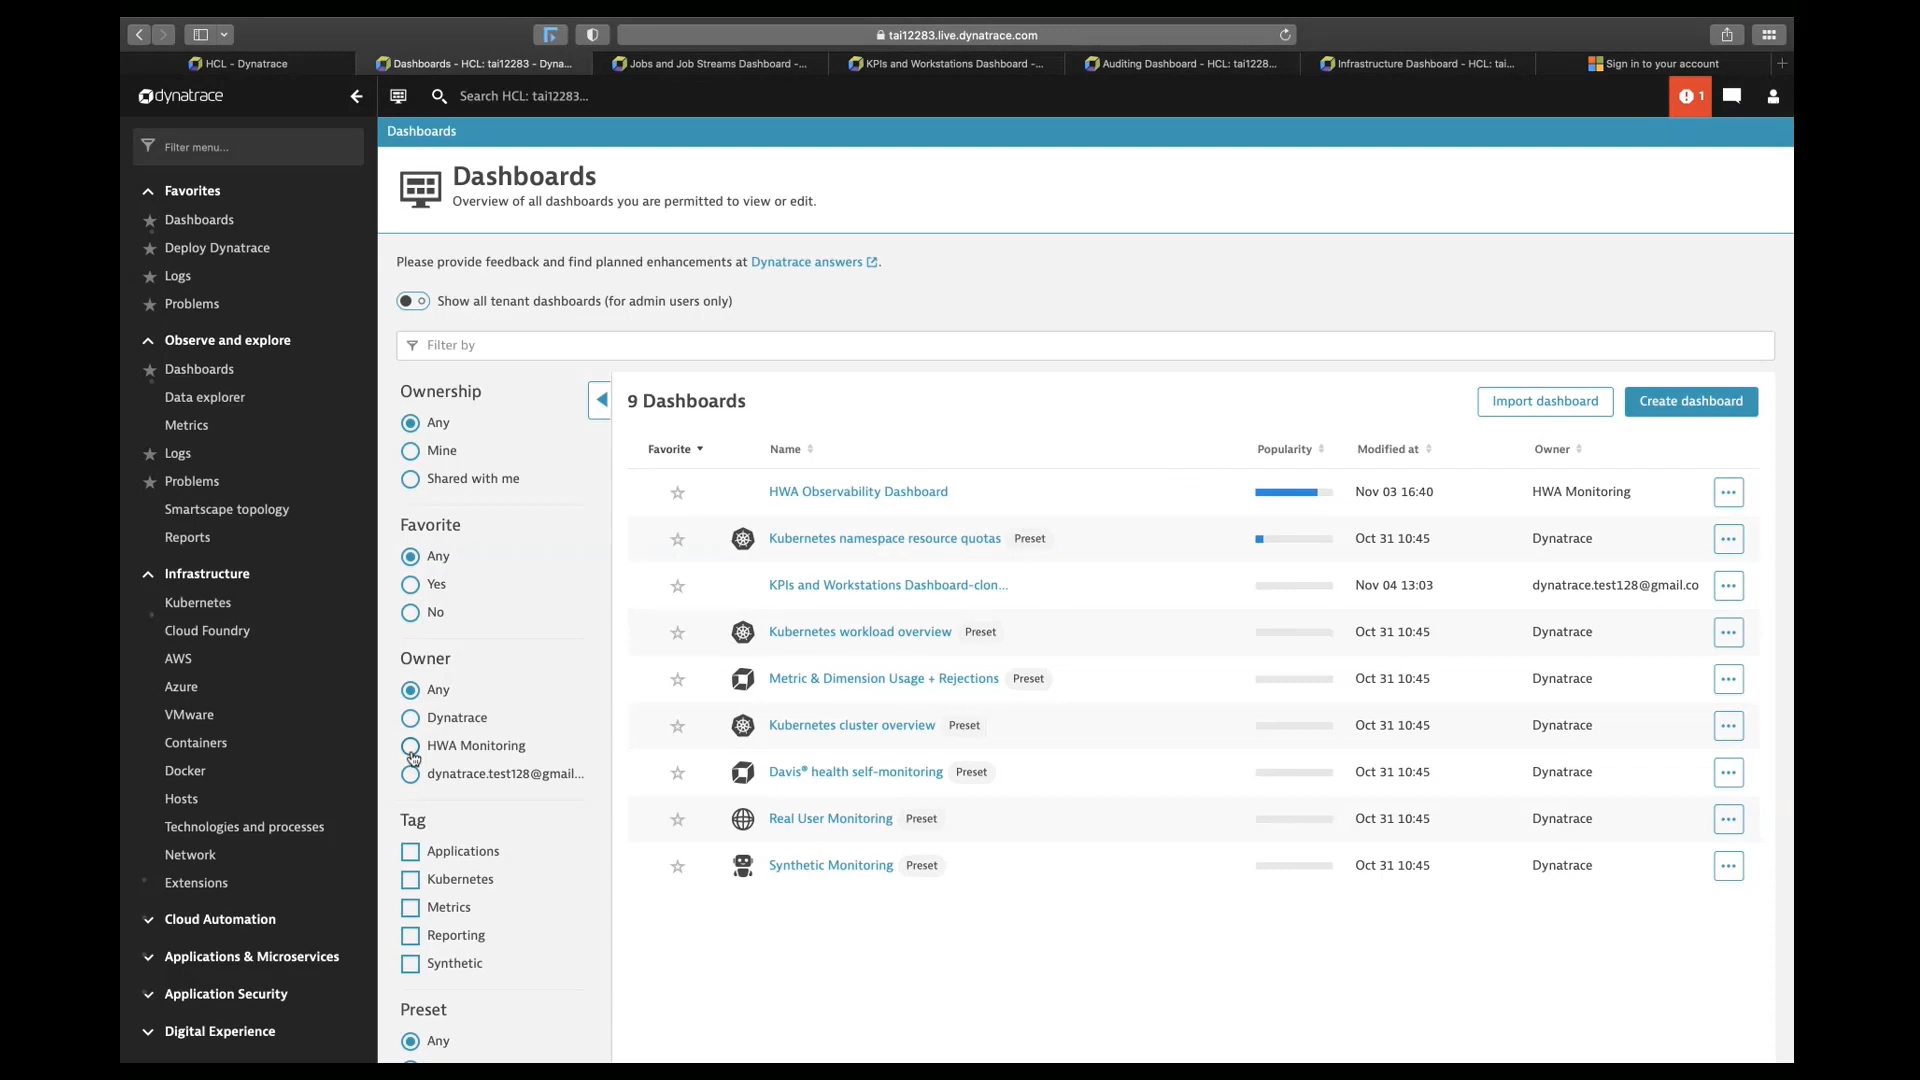 tai12283.live.dynatrace.com
HCL - Dynatrace
Dashboards - HCL: tai12283 - Dyna...
Jobs and Job Streams Dashboard -...
KPIs and Workstations Dashboard -...
Auditing Dashboard - HCL: tai1228...
Infrastructure Dashboard - HCL: tai...
Sign in to your account
dynatrace
Search HCL: tai12283...
1
Filter menu...
Favorites
Dashboards
Deploy Dynatrace
Logs
Problems
Observe and explore
Dashboards
Data explorer
Metrics
Logs
Problems
Smartscape topology
Reports
Infrastructure
Kubernetes
Cloud Foundry
AWS
Azure
VMware
Containers
Docker
Hosts
Technologies and processes
Network
Extensions
Cloud Automation
Applications & Microservices
Application Security
Digital Experience
Dashboards
Dashboards
Overview of all dashboards you are permitted to view or edit.
Please provide feedback and find planned enhancements at Dynatrace answers.
Show all tenant dashboards (for admin users only)
Filter by
Ownership
Any
Mine
Shared with me
Favorite
Any
Yes
No
Owner
Any
Dynatrace
HWA Monitoring
dynatrace.test128@gmail...
Tag
Applications
Kubernetes
Metrics
Reporting
Synthetic
Preset
Any
9 Dashboards
Import dashboard
Create dashboard
Favorite Name Popularity Modified at Owner
HWA Observability Dashboard Nov 03 16:40 HWA Monitoring
Kubernetes namespace resource quotas Preset Oct 31 10:45 Dynatrace
KPIs and Workstations Dashboard-clon... Nov 04 13:03 dynatrace.test128@gmail.co
Kubernetes workload overview Preset Oct 31 10:45 Dynatrace
Metric & Dimension Usage + Rejections Preset Oct 31 10:45 Dynatrace
Kubernetes cluster overview Preset Oct 31 10:45 Dynatrace
Davis® health self-monitoring Preset Oct 31 10:45 Dynatrace
Real User Monitoring Preset Oct 31 10:45 Dynatrace
Synthetic Monitoring Preset Oct 31 10:45 Dynatrace